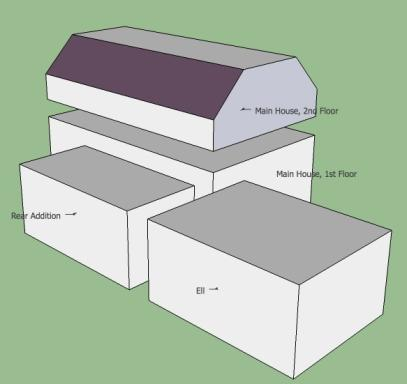 Main House, 2nd Floor
Main House, 1st Floor
Rear Addition
Ell